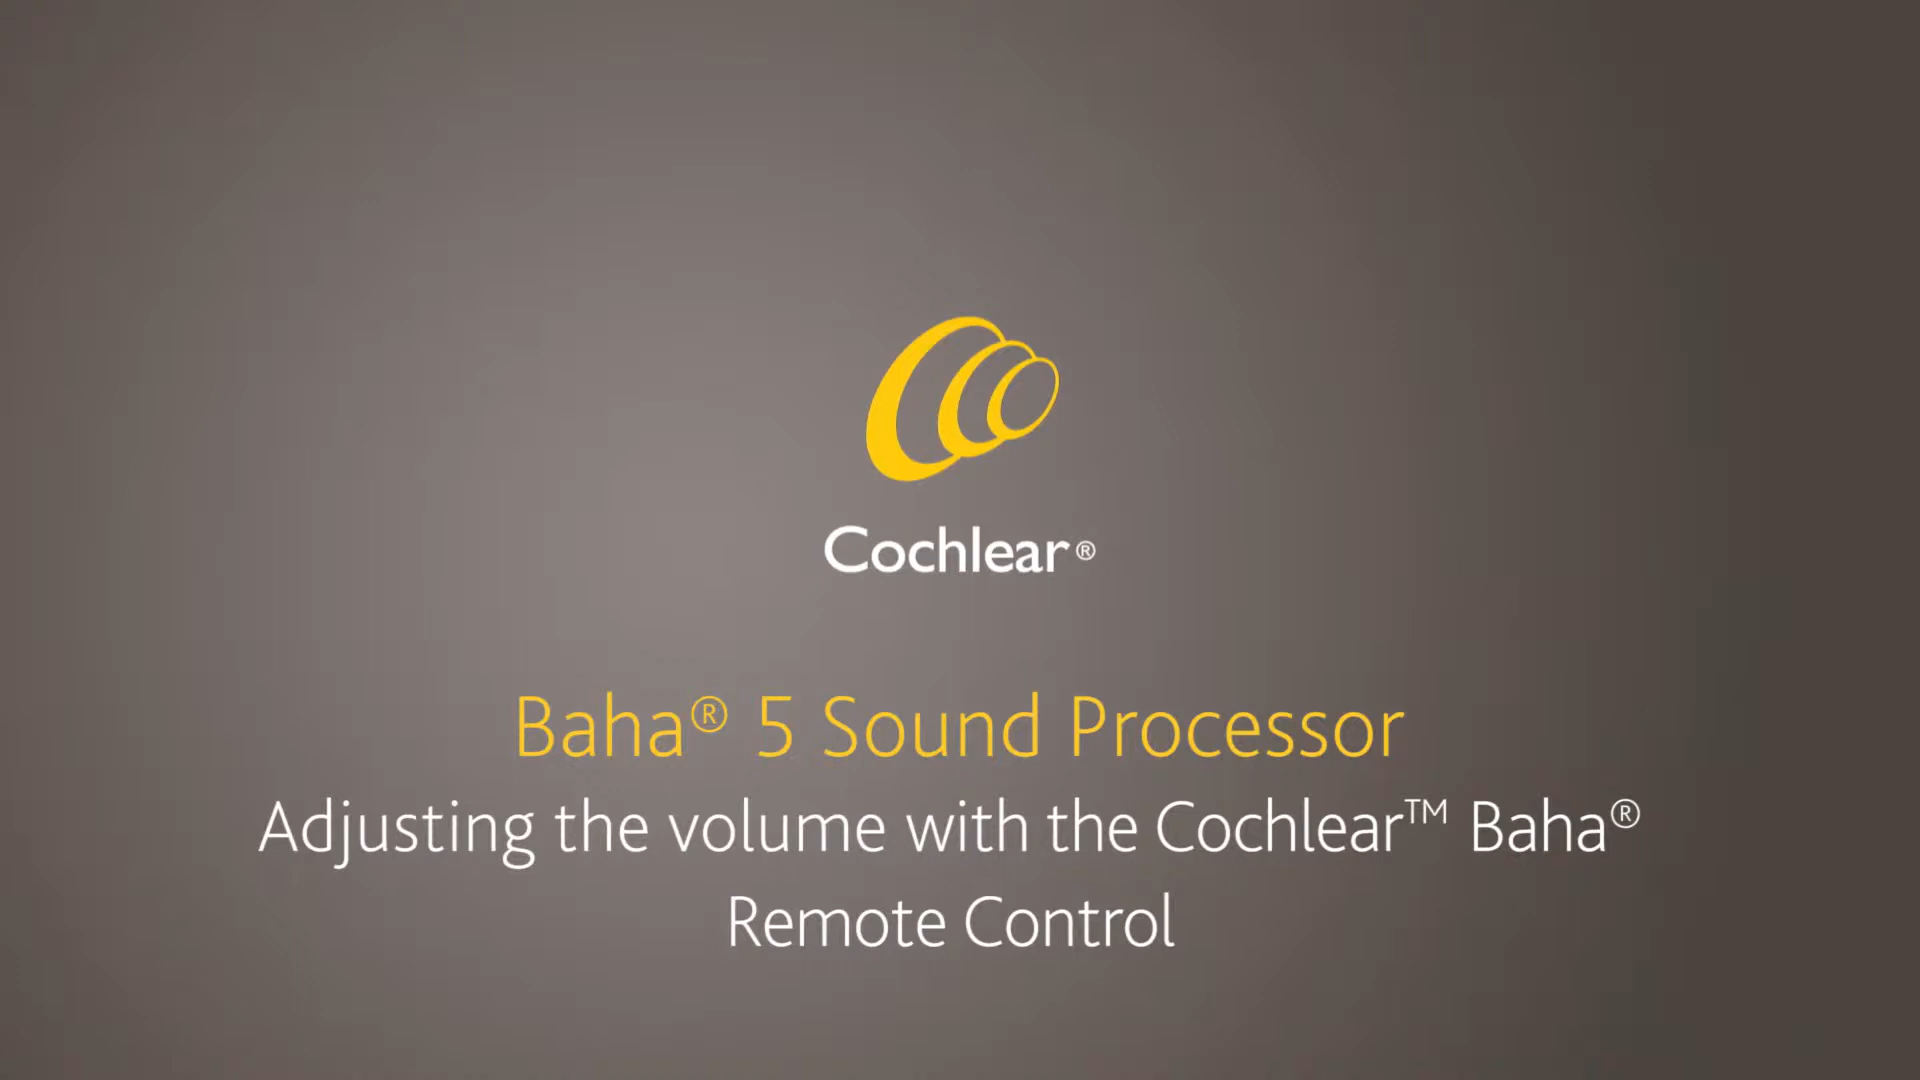 Cochlear®
Baha® 5 Sound Processor
Adjusting the volume with the Cochlear™ Baha®
Remote Control